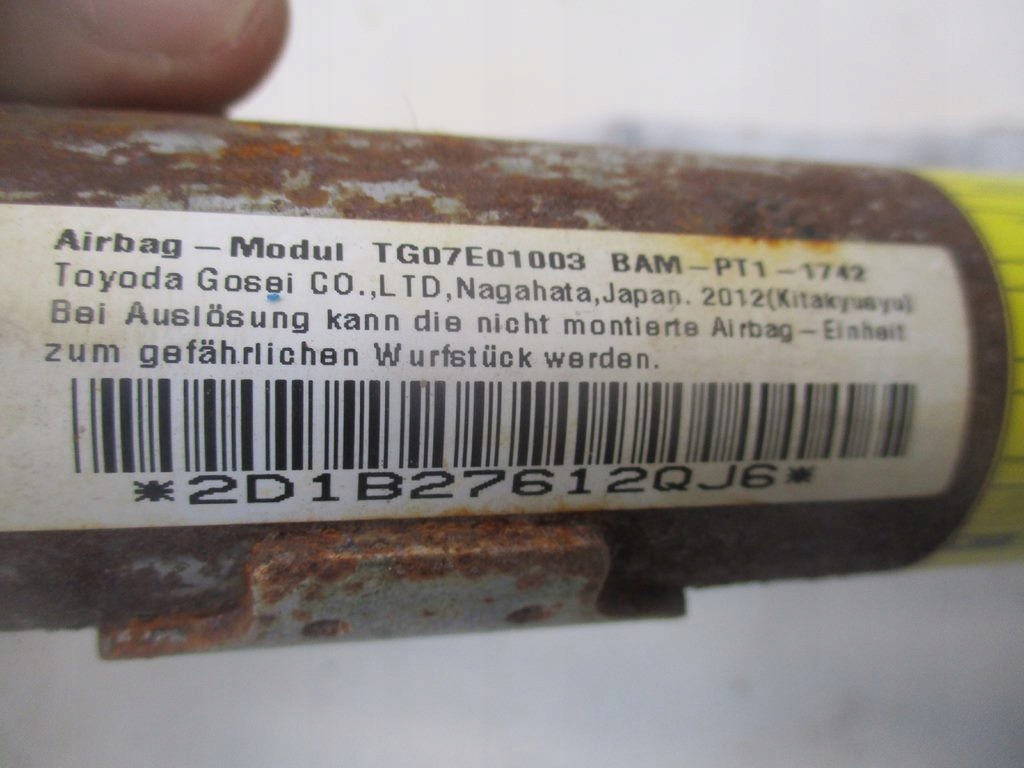 Airbag – Modul TG07E01003 BAM–PT1–1742
Toyoda Gosei CO.,LTD,Nagahata,Japan. 2012(Kitakyusyu)
Bei Auslösung kann die nicht montierte Airbag–Einheit
zum gefährlichen Wurfstück werden.
*2D1B27612QJ6*